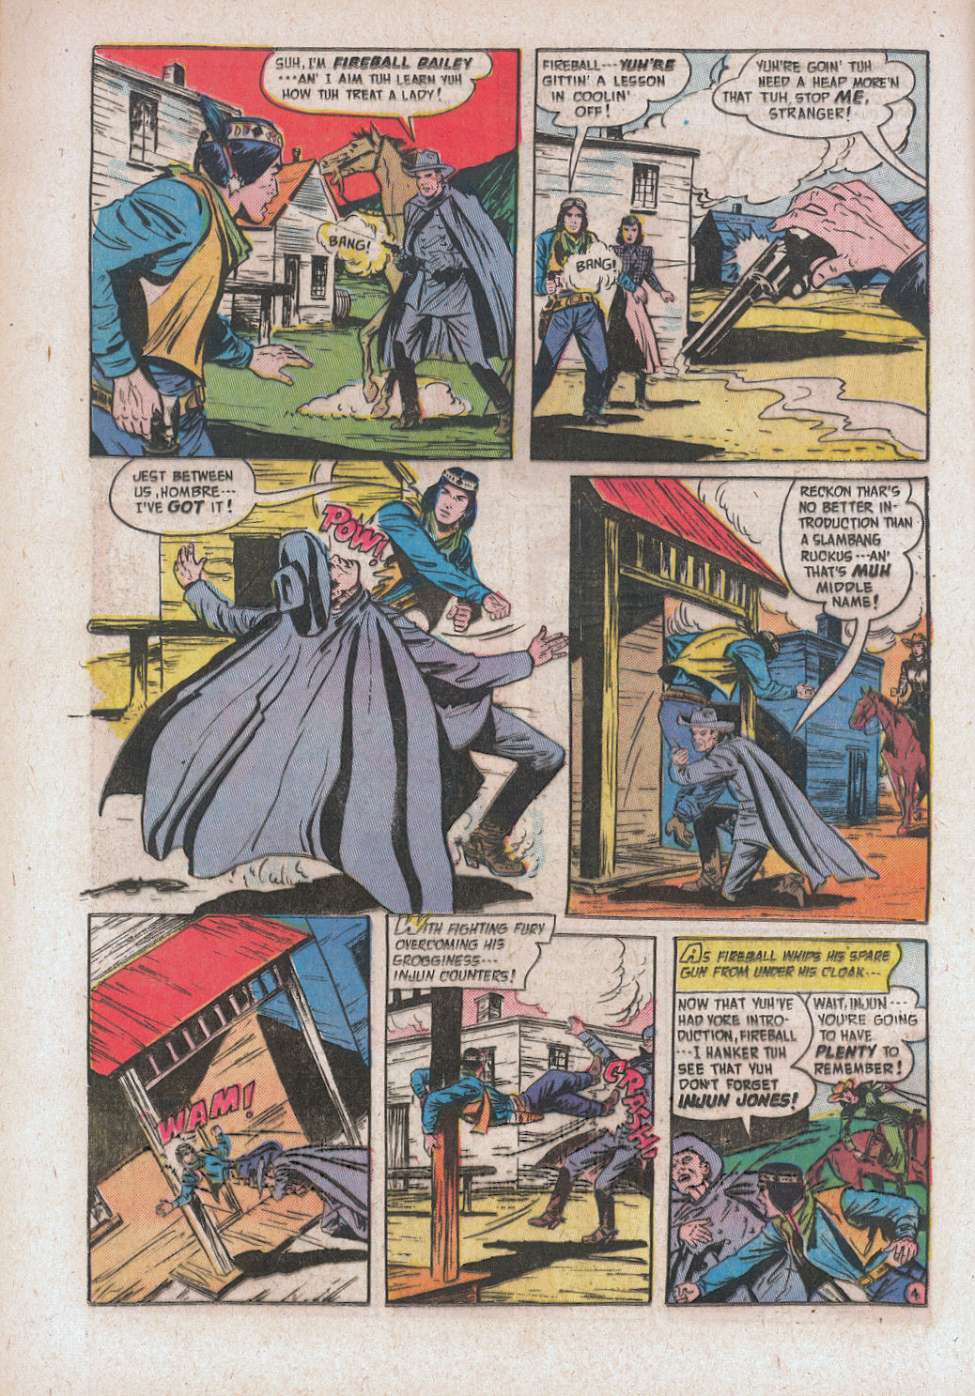 SUH, I'M FIREBALL BAILEY
---AN' I AIM TUH LEARN YUH
HOW TUH TREAT A LADY!
BANG!
FIREBALL---YUH'RE
GITTIN' A LESSON
IN COOLIN'
OFF!
YUH'RE GOIN' TUH
NEED A HEAP MORE'N
THAT TUH STOP ME,
STRANGER!
BANG!
JEST BETWEEN
US, HOMBRE---
I'VE GOT IT!
POW!
RECKON THAR'S
NO BETTER IN-
TRODUCTION THAN
A SLAMBANG
RUCKUS---AN'
THAT'S MUH
MIDDLE
NAME!
WAM!
WITH FIGHTING FURY
OVERCOMING HIS
GROGGINESS---
INJUN COUNTERS!
CRRASH!
AS FIREBALL WHIPS HIS SPARE
GUN FROM UNDER HIS CLOAK---
NOW THAT YUH'VE
HAD YORE INTRO-
DUCTION, FIREBALL
---I HANKER TUH
SEE THAT YUH
DON'T FORGET
INJUN JONES!
WAIT, INJUN---
YOU'RE GOING
TO HAVE
PLENTY TO
REMEMBER!
4